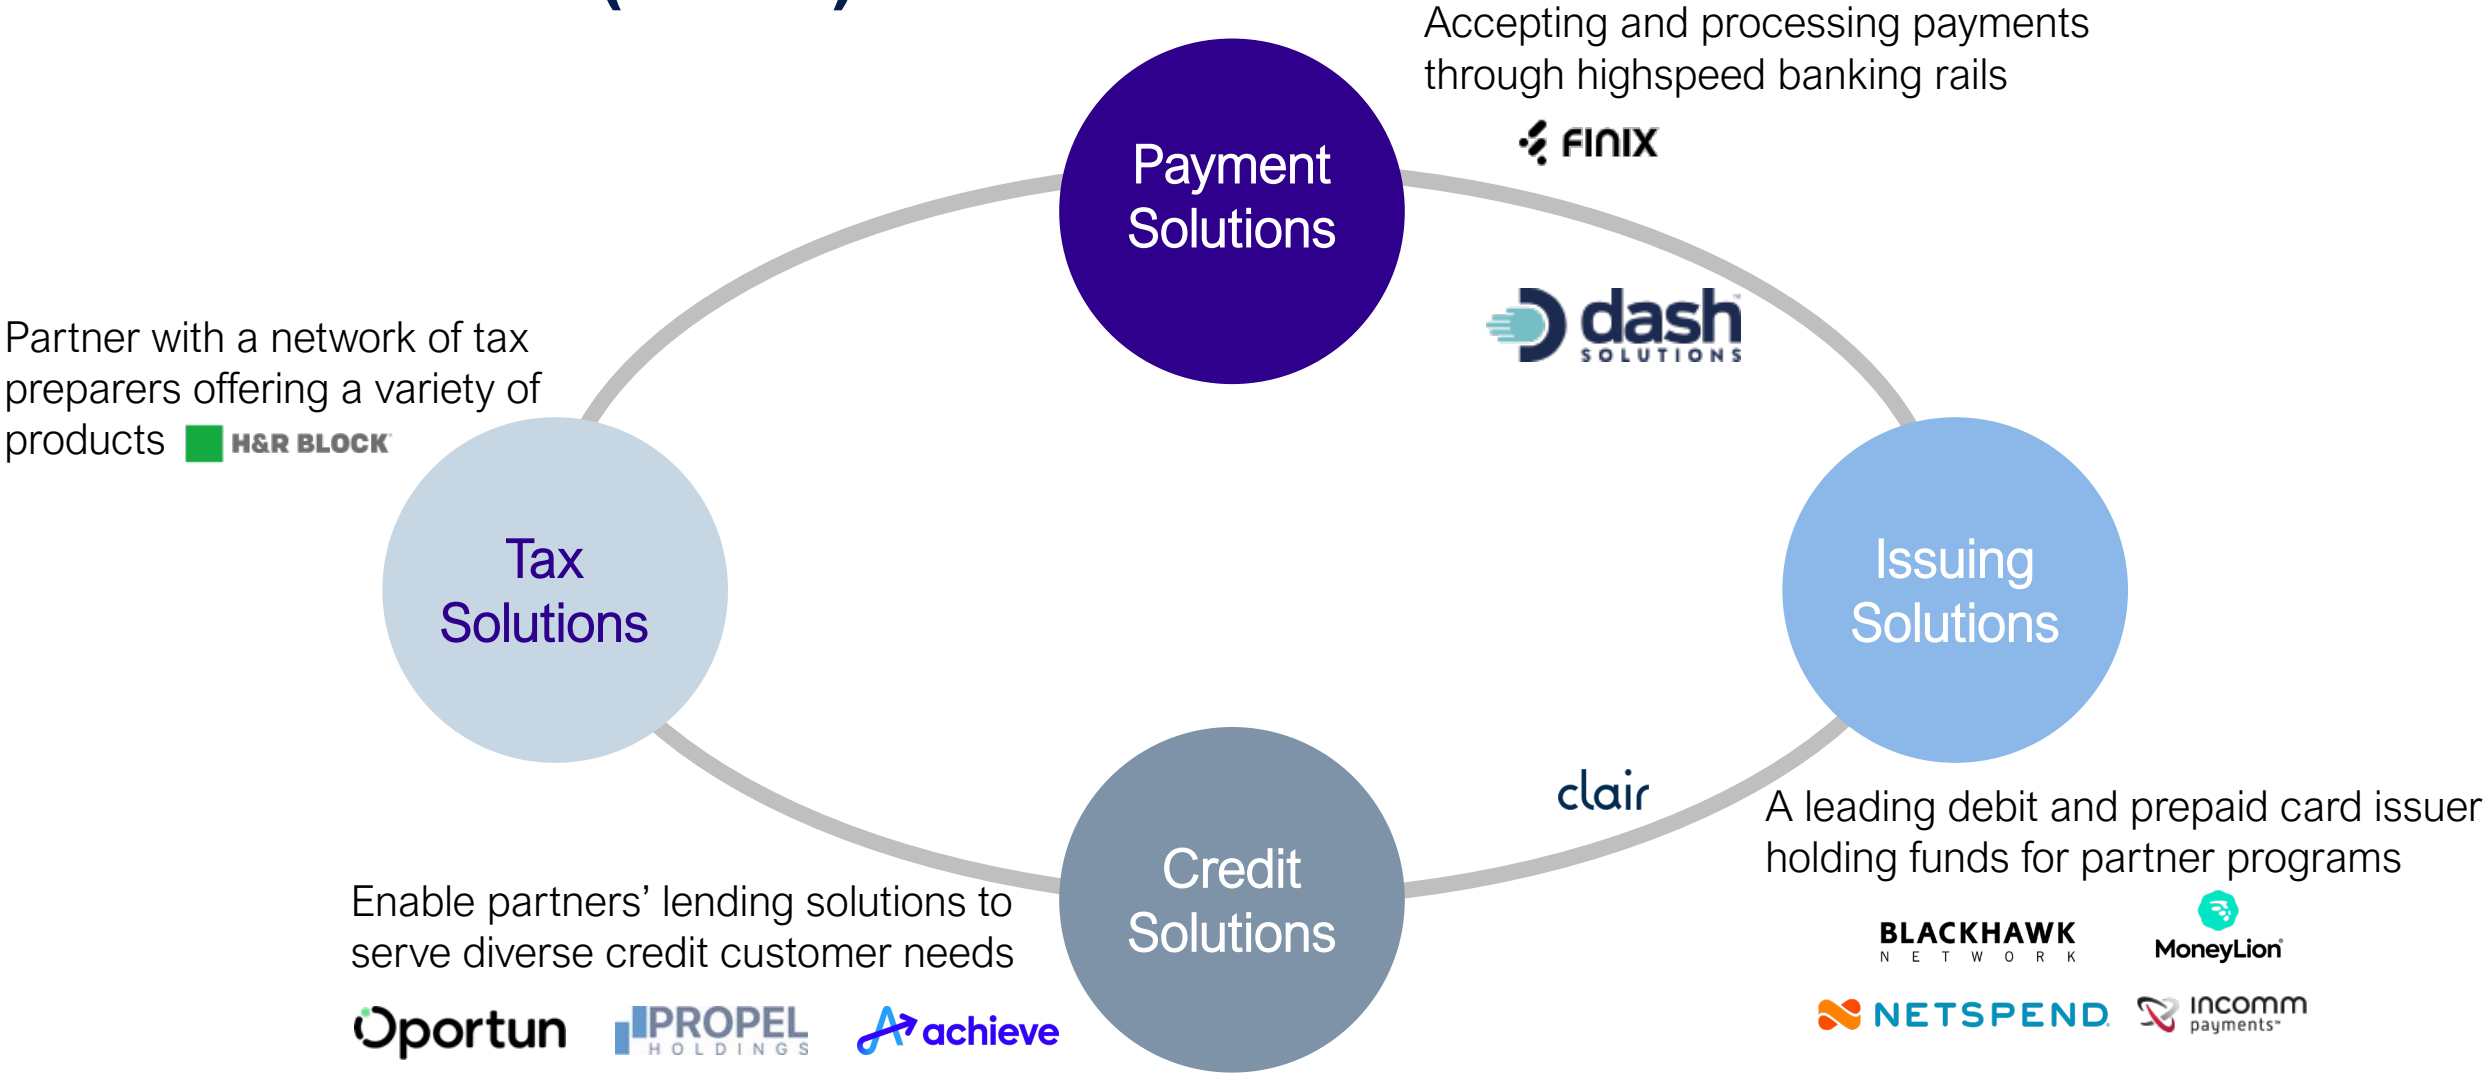 Accepting and processing payments
through highspeed banking rails
FINIX
Payment
Solutions
dash
SOLUTIONS
Partner with a network of tax
preparers offering a variety of
products H&R BLOCK
Tax
Solutions
Issuing
Solutions
clair
A leading debit and prepaid card issuer
holding funds for partner programs
BLACKHAWK
NETWORK
MoneyLion
NETSPEND
INCOMM
payments™
Credit
Solutions
Enable partners’ lending solutions to
serve diverse credit customer needs
Oportun
PROPEL
HOLDINGS
achieve